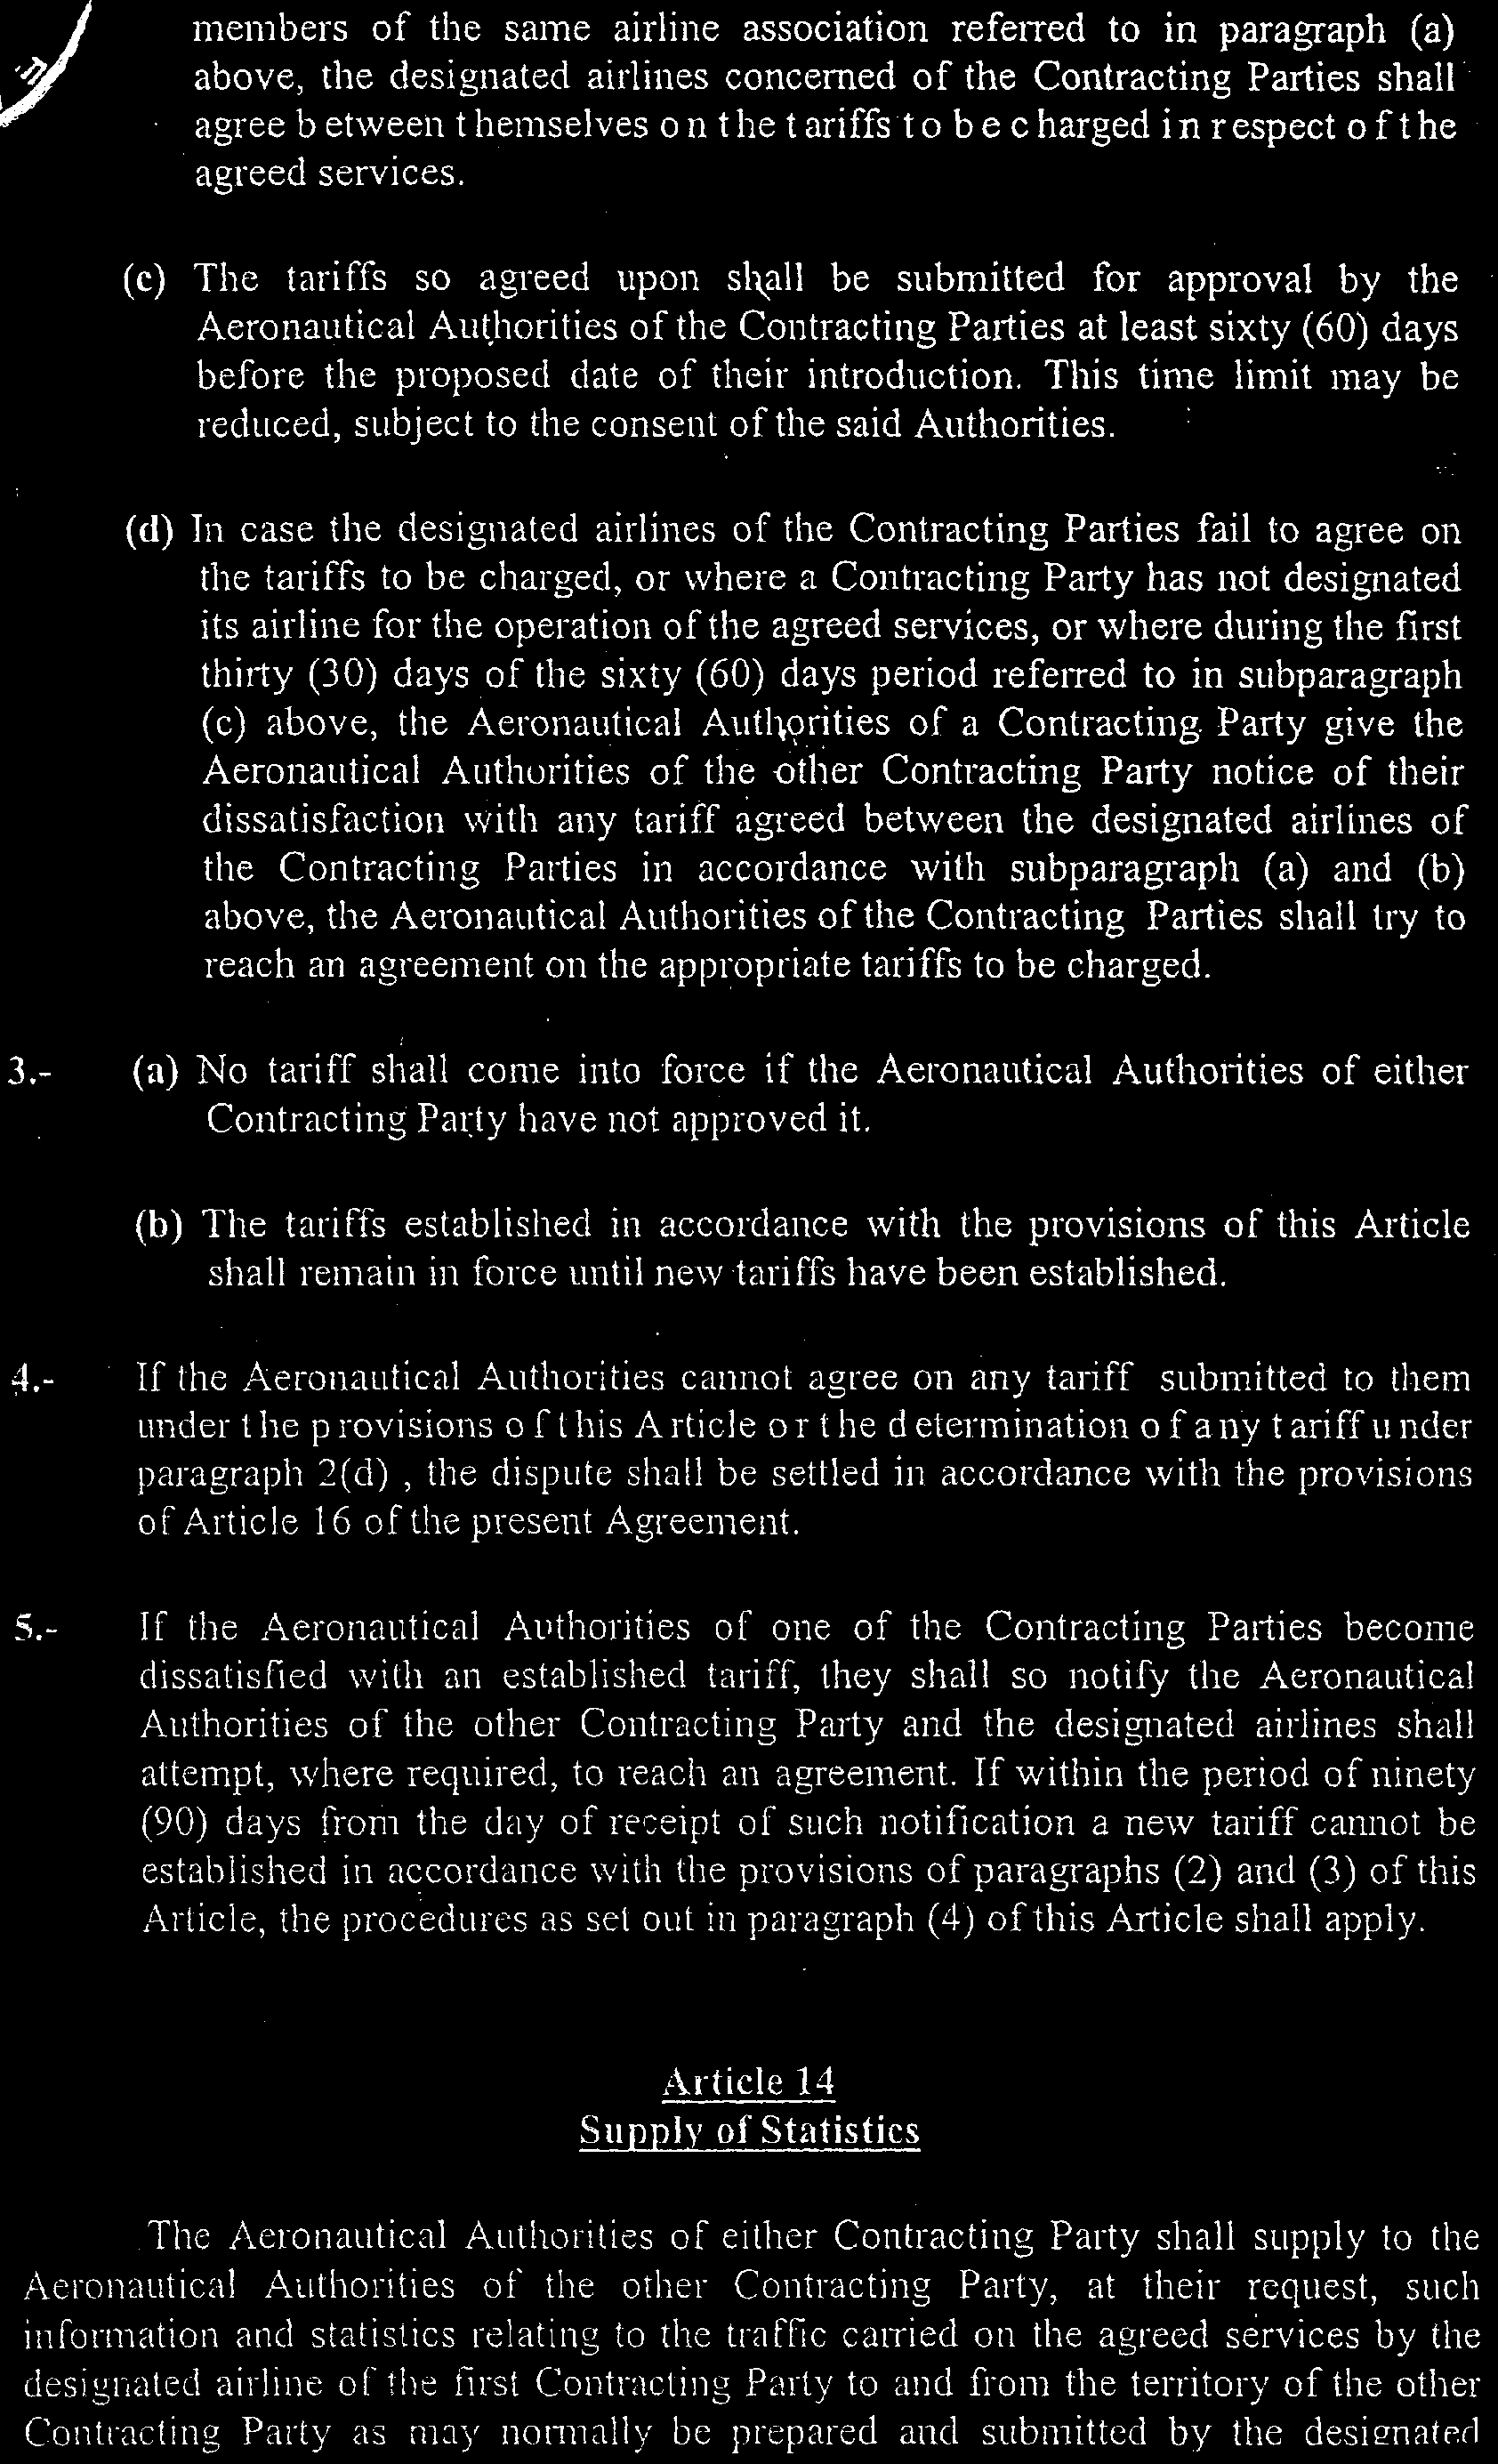 members of the same airline association referred to in paragraph (a)
above, the designated airlines concerned of the Contracting Parties shall
agree between themselves on the tariffs to be charged in respect of the
agreed services.
(c) The tariffs so agreed upon shall be submitted for approval by the
Aeronautical Authorities of the Contracting Parties at least sixty (60) days
before the proposed date of their introduction. This time limit may be
reduced, subject to the consent of the said Authorities.
(d) In case the designated airlines of the Contracting Parties fail to agree on
the tariffs to be charged, or where a Contracting Party has not designated
its airline for the operation of the agreed services, or where during the first
thirty (30) days of the sixty (60) days period referred to in subparagraph
(c) above, the Aeronautical Authorities of a Contracting Party give the
Aeronautical Authorities of the other Contracting Party notice of their
dissatisfaction with any tariff agreed between the designated airlines of
the Contracting Parties in accordance with subparagraph (a) and (b)
above, the Aeronautical Authorities of the Contracting Parties shall try to
reach an agreement on the appropriate tariffs to be charged.
3.- (a) No tariff shall come into force if the Aeronautical Authorities of either
Contracting Party have not approved it.
(b) The tariffs established in accordance with the provisions of this Article
shall remain in force until new tariffs have been established.
4.- If the Aeronautical Authorities cannot agree on any tariff submitted to them
under the provisions of this Article or the determination of any tariff under
paragraph 2(d) , the dispute shall be settled in accordance with the provisions
of Article 16 of the present Agreement.
5.- If the Aeronautical Authorities of one of the Contracting Parties become
dissatisfied with an established tariff, they shall so notify the Aeronautical
Authorities of the other Contracting Party and the designated airlines shall
attempt, where required, to reach an agreement. If within the period of ninety
(90) days from the day of receipt of such notification a new tariff cannot be
established in accordance with the provisions of paragraphs (2) and (3) of this
Article, the procedures as set out in paragraph (4) of this Article shall apply.
Article 14
Supply of Statistics
The Aeronautical Authorities of either Contracting Party shall supply to the
Aeronautical Authorities of the other Contracting Party, at their request, such
information and statistics relating to the traffic carried on the agreed services by the
designated airline of the first Contracting Party to and from the territory of the other
Contracting Party as may normally be prepared and submitted by the designated